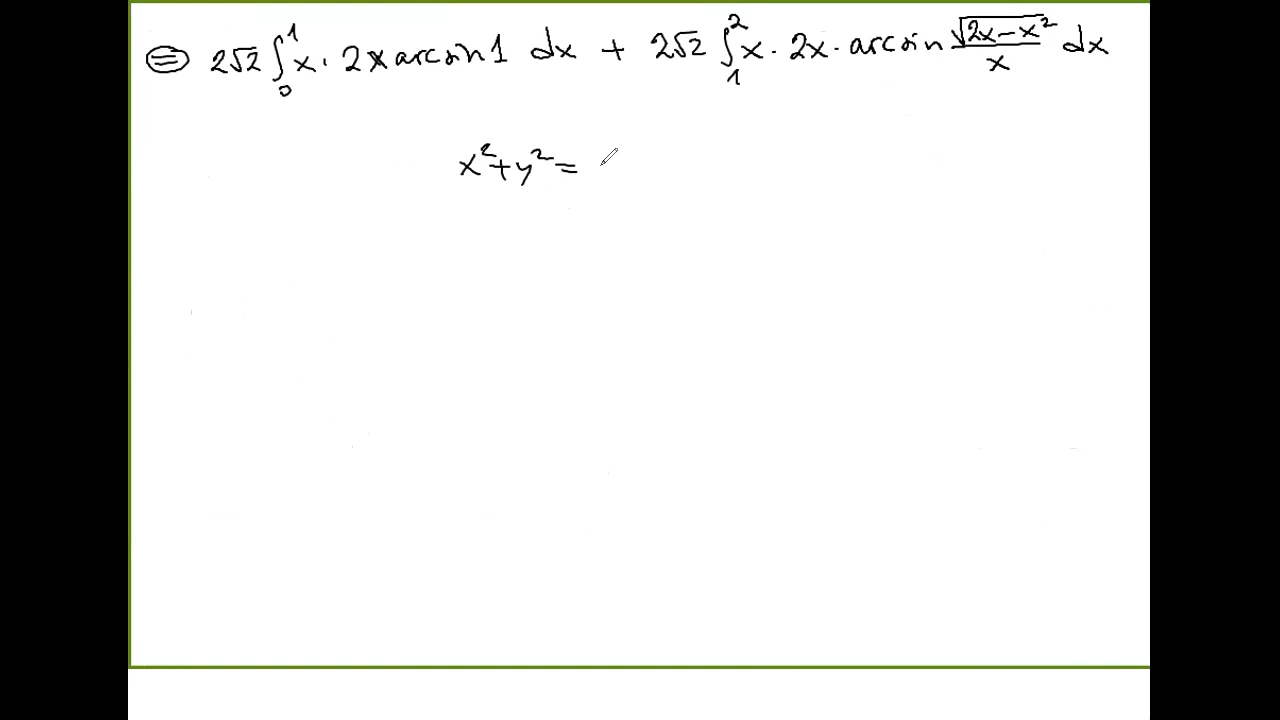 ⊜ 2√2 ∫₀¹ x · 2x arcsin 1 dx + 2√2 ∫₁² x · 2x · arcsin √(2x−x²)/x dx
x²+y² =